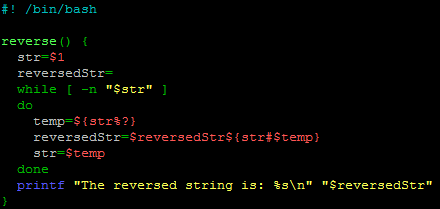 #! /bin/bash
reverse() {
str=$1
reversedStr=
while [ -n "$str" ]
do
temp=${str%?}
reversedStr=$reversedStr${str#$temp}
str=$temp
done
printf "The reversed string is: %s\n" "$reversedStr"
}